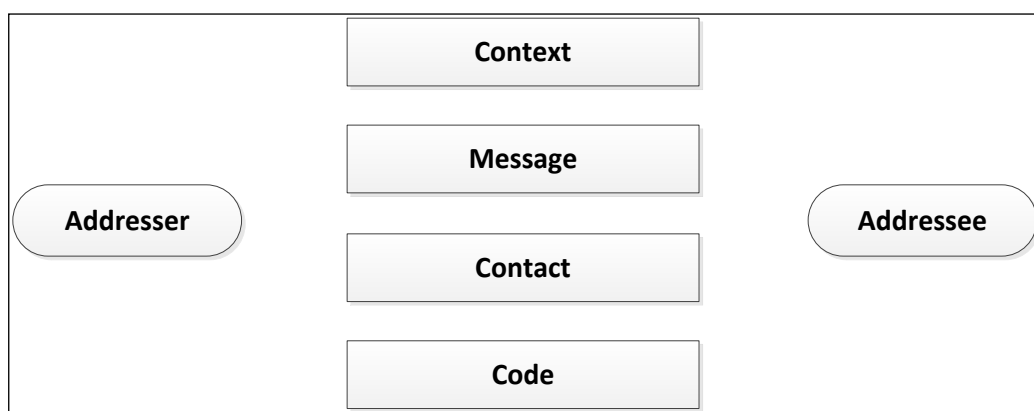 Context
Message
Addresser
Addressee
Contact
Code